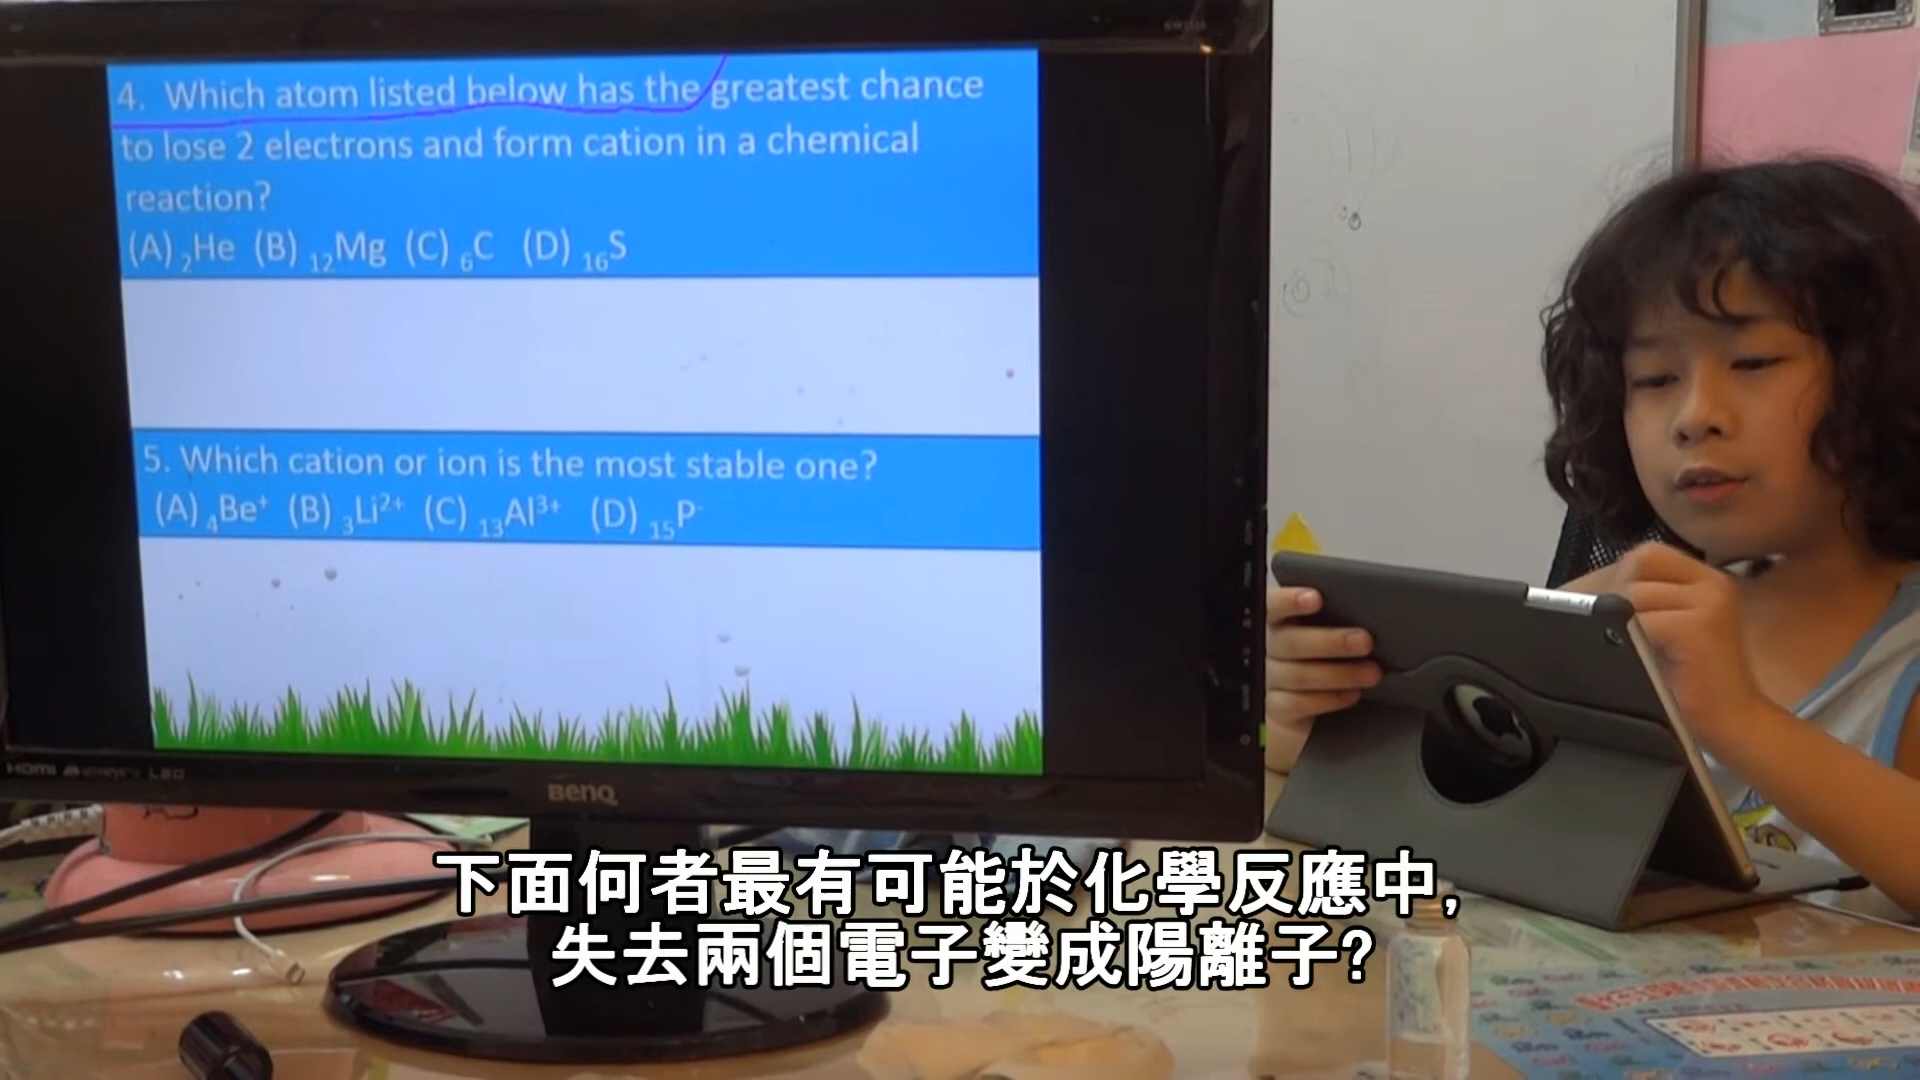 4. Which atom listed below has the greatest chance
to lose 2 electrons and form cation in a chemical
reaction?
(A) ₂He (B) ₁₂Mg (C) ₆C (D) ₁₆S
5. Which cation or ion is the most stable one?
(A) ₄Be⁺ (B) ₃Li²⁺ (C) ₁₃Al³⁺ (D) ₁₅P⁻
HDMI
LED
BenQ
下面何者最有可能於化學反應中,
失去兩個電子變成陽離子?